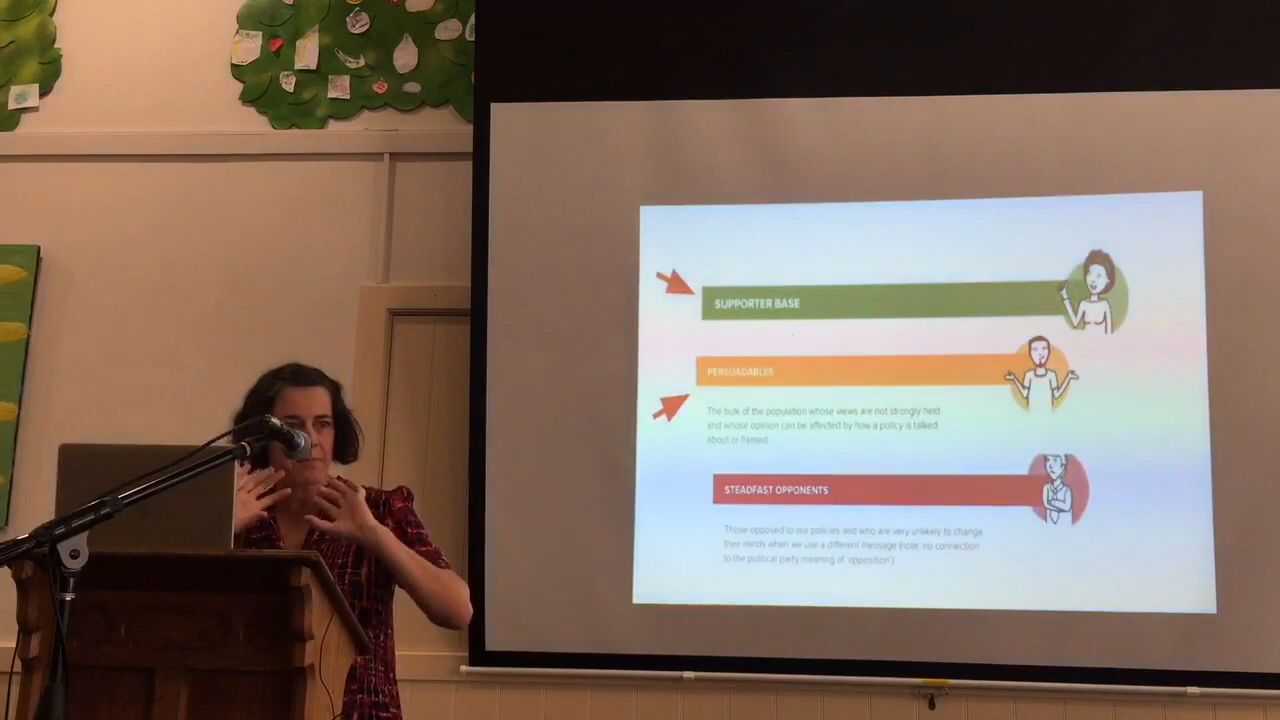 SUPPORTER BASE
PERSUADABLES
The bulk of the population whose views are not strongly held
and whose opinion can be affected by how a policy is talked
about or framed
STEADFAST OPPONENTS
Those opposed to our policies and who are very unlikely to change
their minds when we use a different message (note: no connection
to the political party meaning of 'opposition')